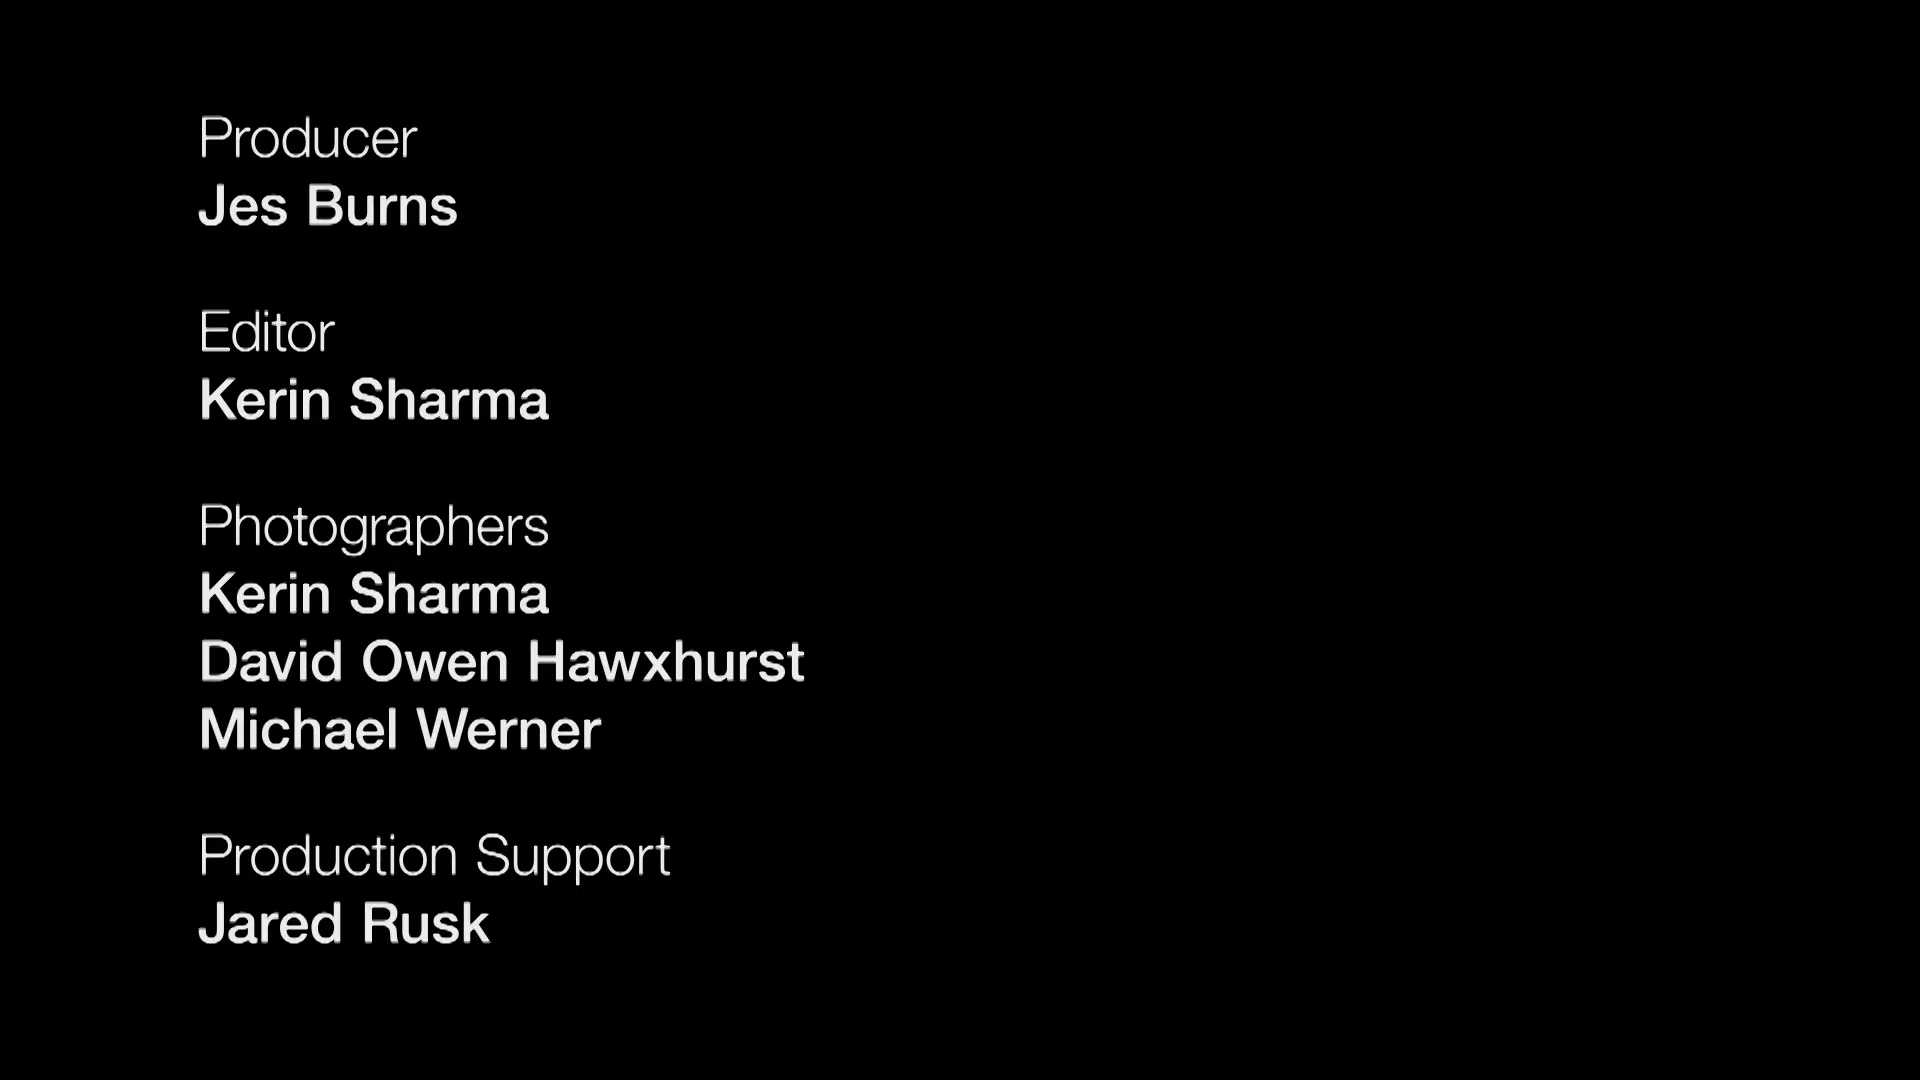 Producer
Jes Burns
Editor
Kerin Sharma
Photographers
Kerin Sharma
David Owen Hawxhurst
Michael Werner
Production Support
Jared Rusk